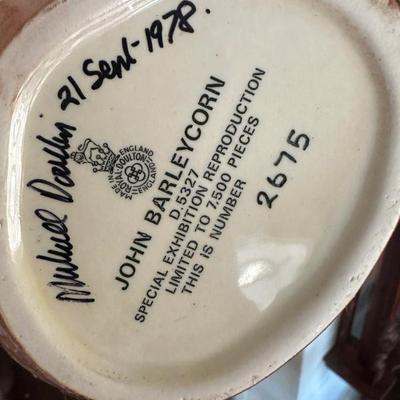 Michael Doulton 21 Sept-1978.
MADE IN ENGLAND
ROYAL DOULTON
ENGLAND
JOHN BARLEYCORN
D.5327
SPECIAL EXHIBITION REPRODUCTION
LIMITED TO 7,500 PIECES
THIS IS NUMBER
2675